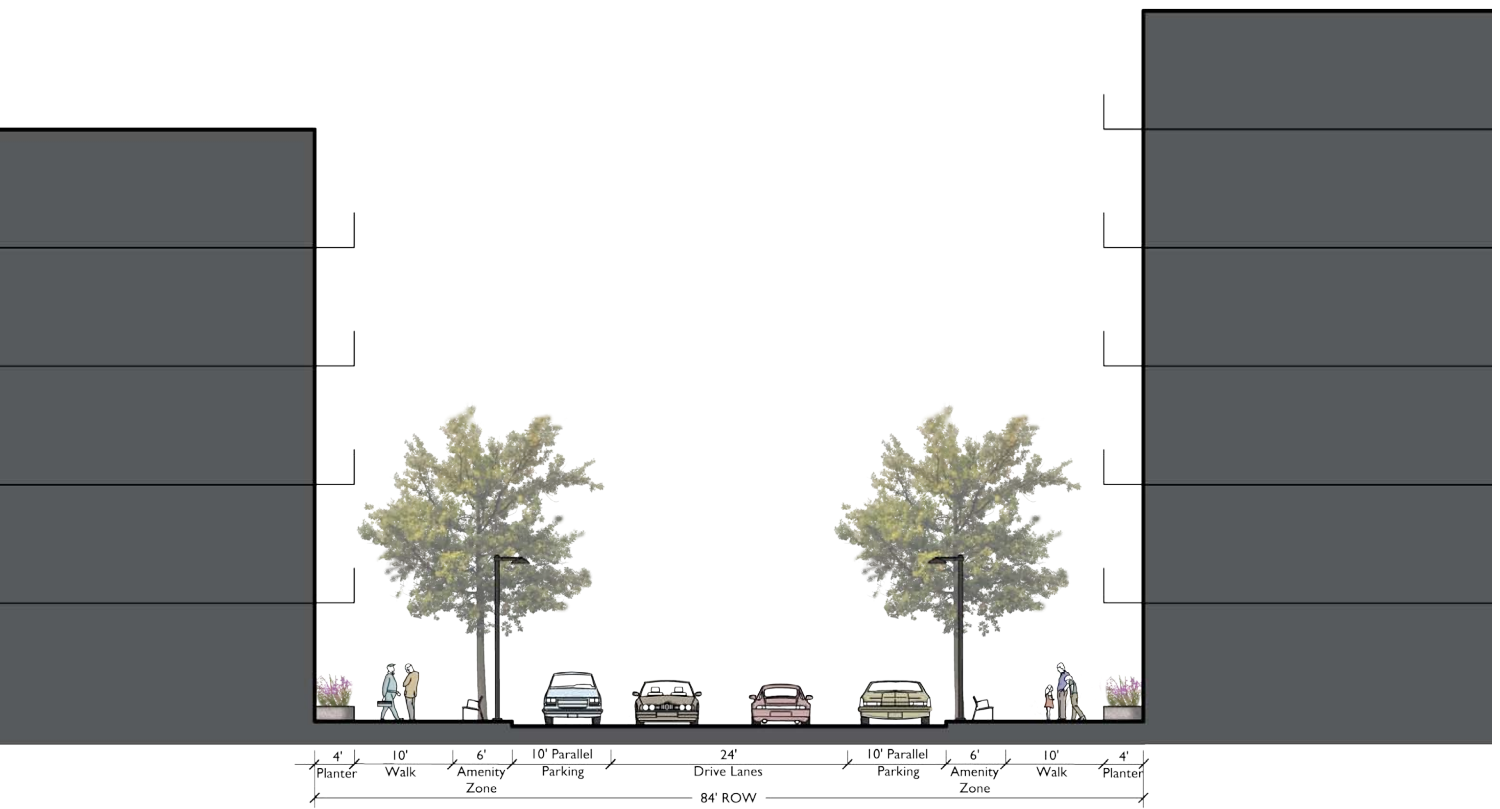 4'
Planter
10'
Walk
6'
Amenity
Zone
10' Parallel
Parking
24'
Drive Lanes
10' Parallel
Parking
6'
Amenity
Zone
10'
Walk
4'
Planter
84' ROW